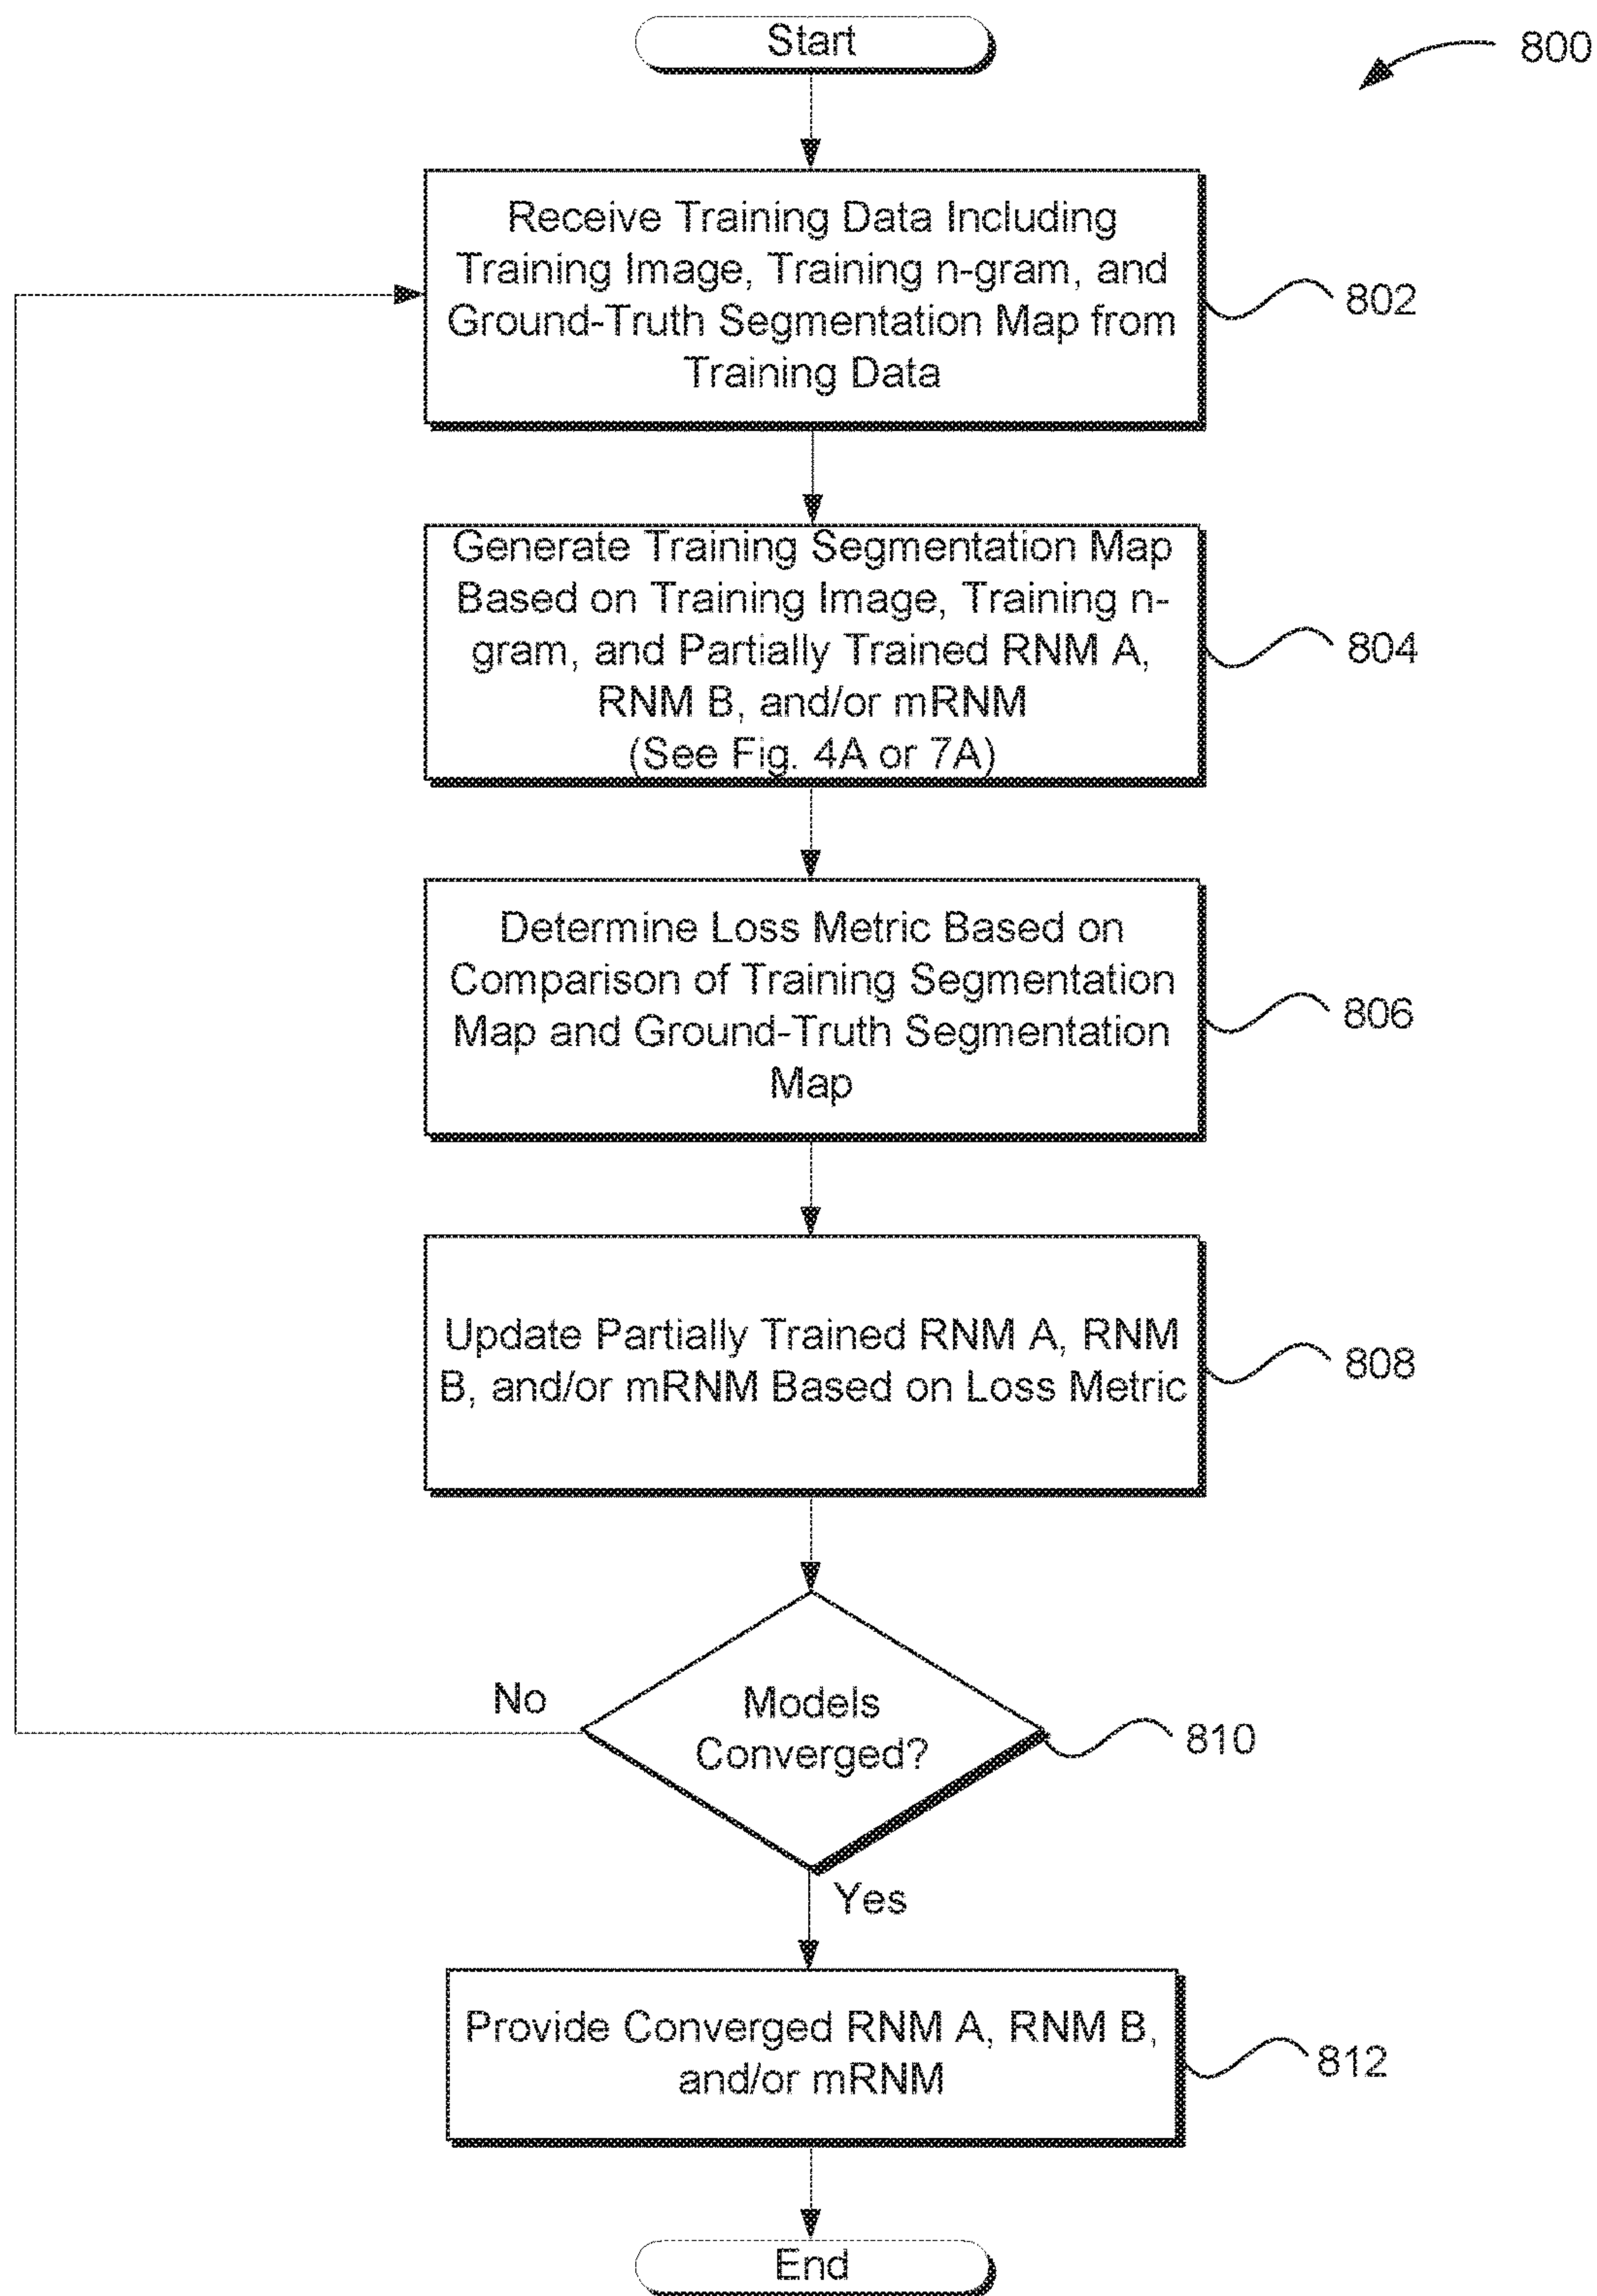 Start
800
Receive Training Data Including
Training Image, Training n-gram, and
Ground-Truth Segmentation Map from
Training Data
802
Generate Training Segmentation Map
Based on Training Image, Training n-
gram, and Partially Trained RNM A,
RNM B, and/or mRNM
(See Fig. 4A or 7A)
804
Determine Loss Metric Based on
Comparison of Training Segmentation
Map and Ground-Truth Segmentation
Map
806
Update Partially Trained RNM A, RNM
B, and/or mRNM Based on Loss Metric
808
No
Models
Converged?
810
Yes
Provide Converged RNM A, RNM B,
and/or mRNM
812
End